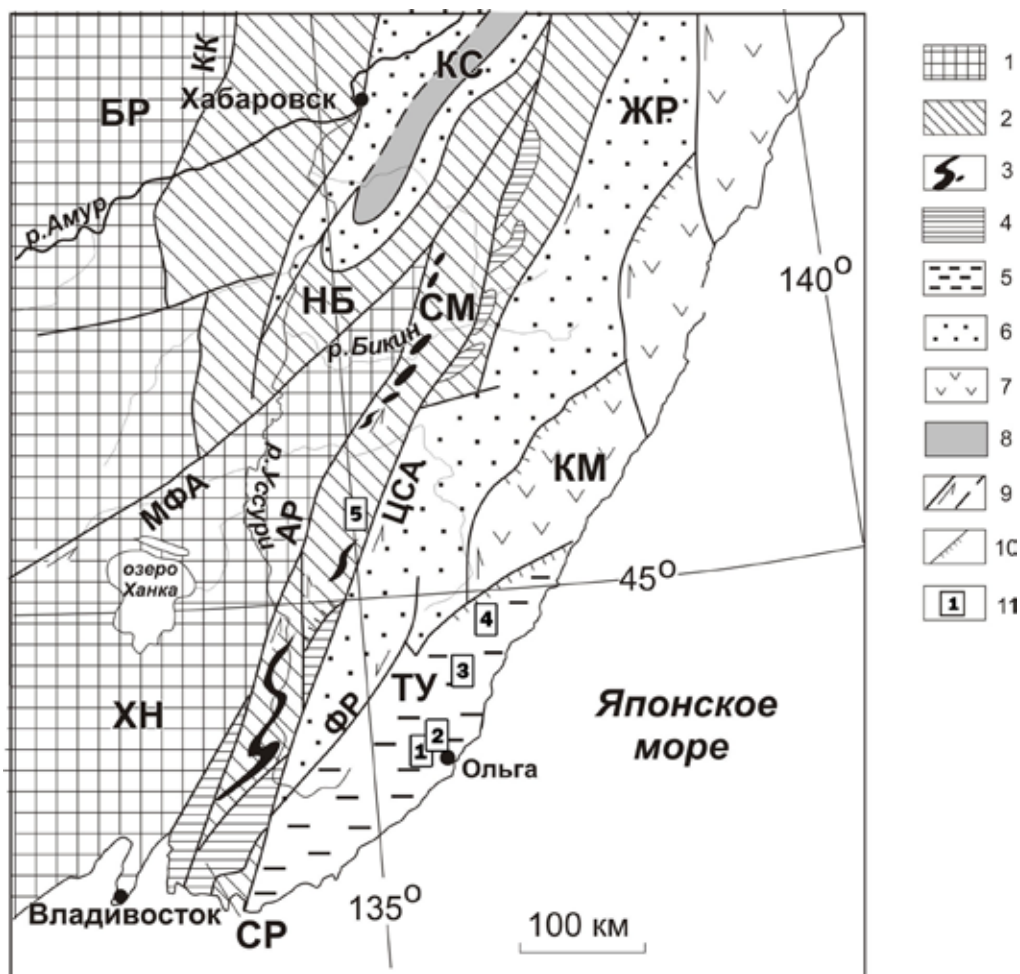 КК
КС
БР
Хабаровск
ЖР
р.Амур
140°
НБ
СМ
р.Бикин
КМ
р.Уссури
МФА
АР
ЦСА
5
озеро
Ханка
45°
4
ТУ
3
ХН
ФР
Японское
море
2
1
Ольга
Владивосток
135°
СР
100 км
1
2
3
4
5
6
7
8
9
10
1
11